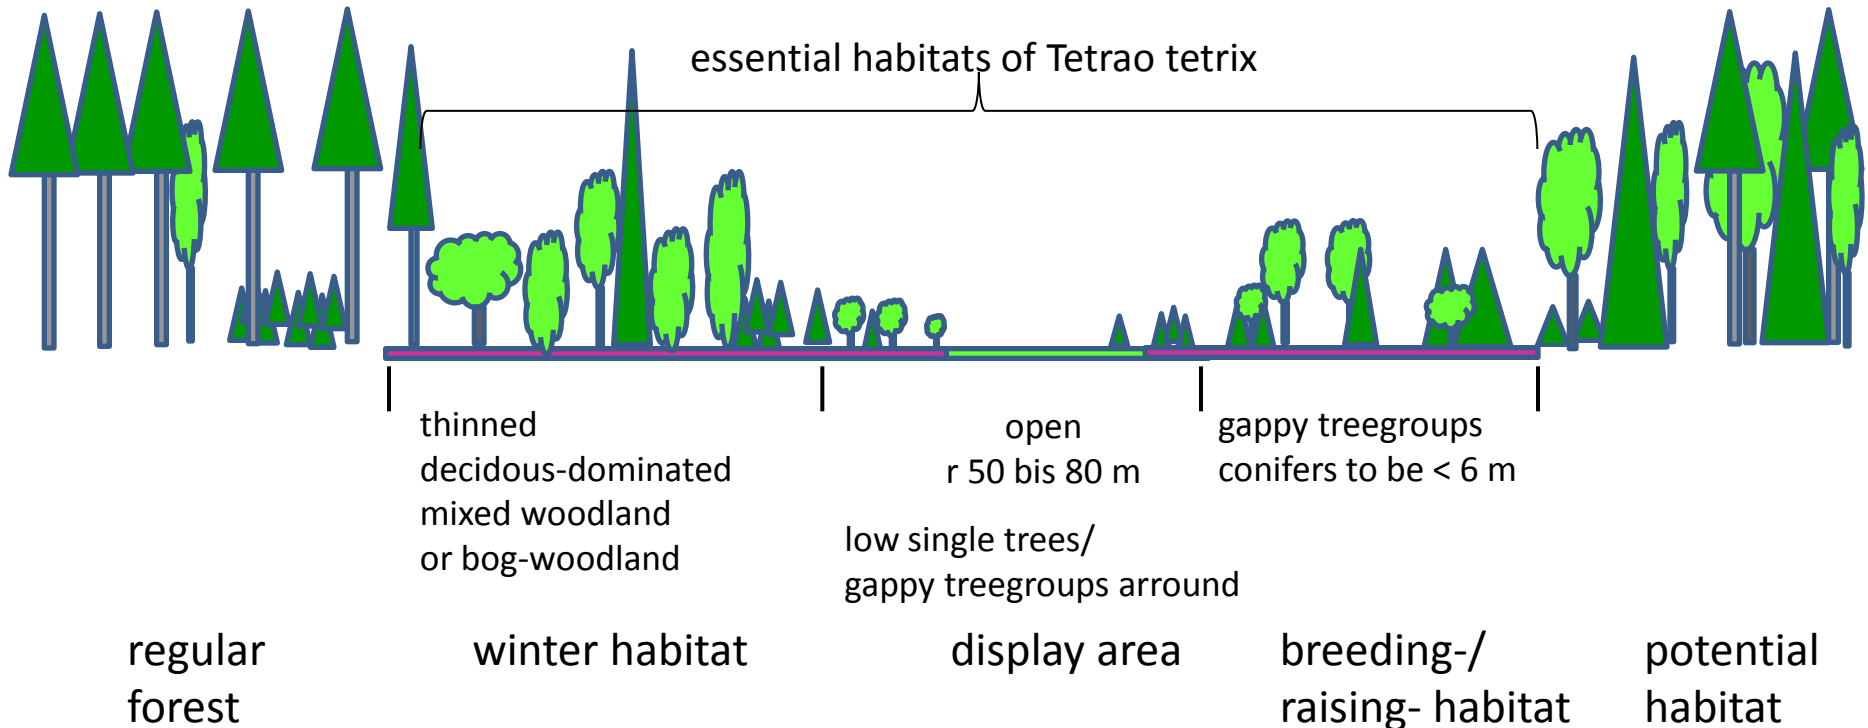 essential habitats of Tetrao tetrix
thinned
decidous-dominated
mixed woodland
or bog-woodland
open
r 50 bis 80 m
low single trees/
gappy treegroups arround
gappy treegroups
conifers to be < 6 m
regular
forest
winter habitat
display area
breeding-/
raising- habitat
potential
habitat